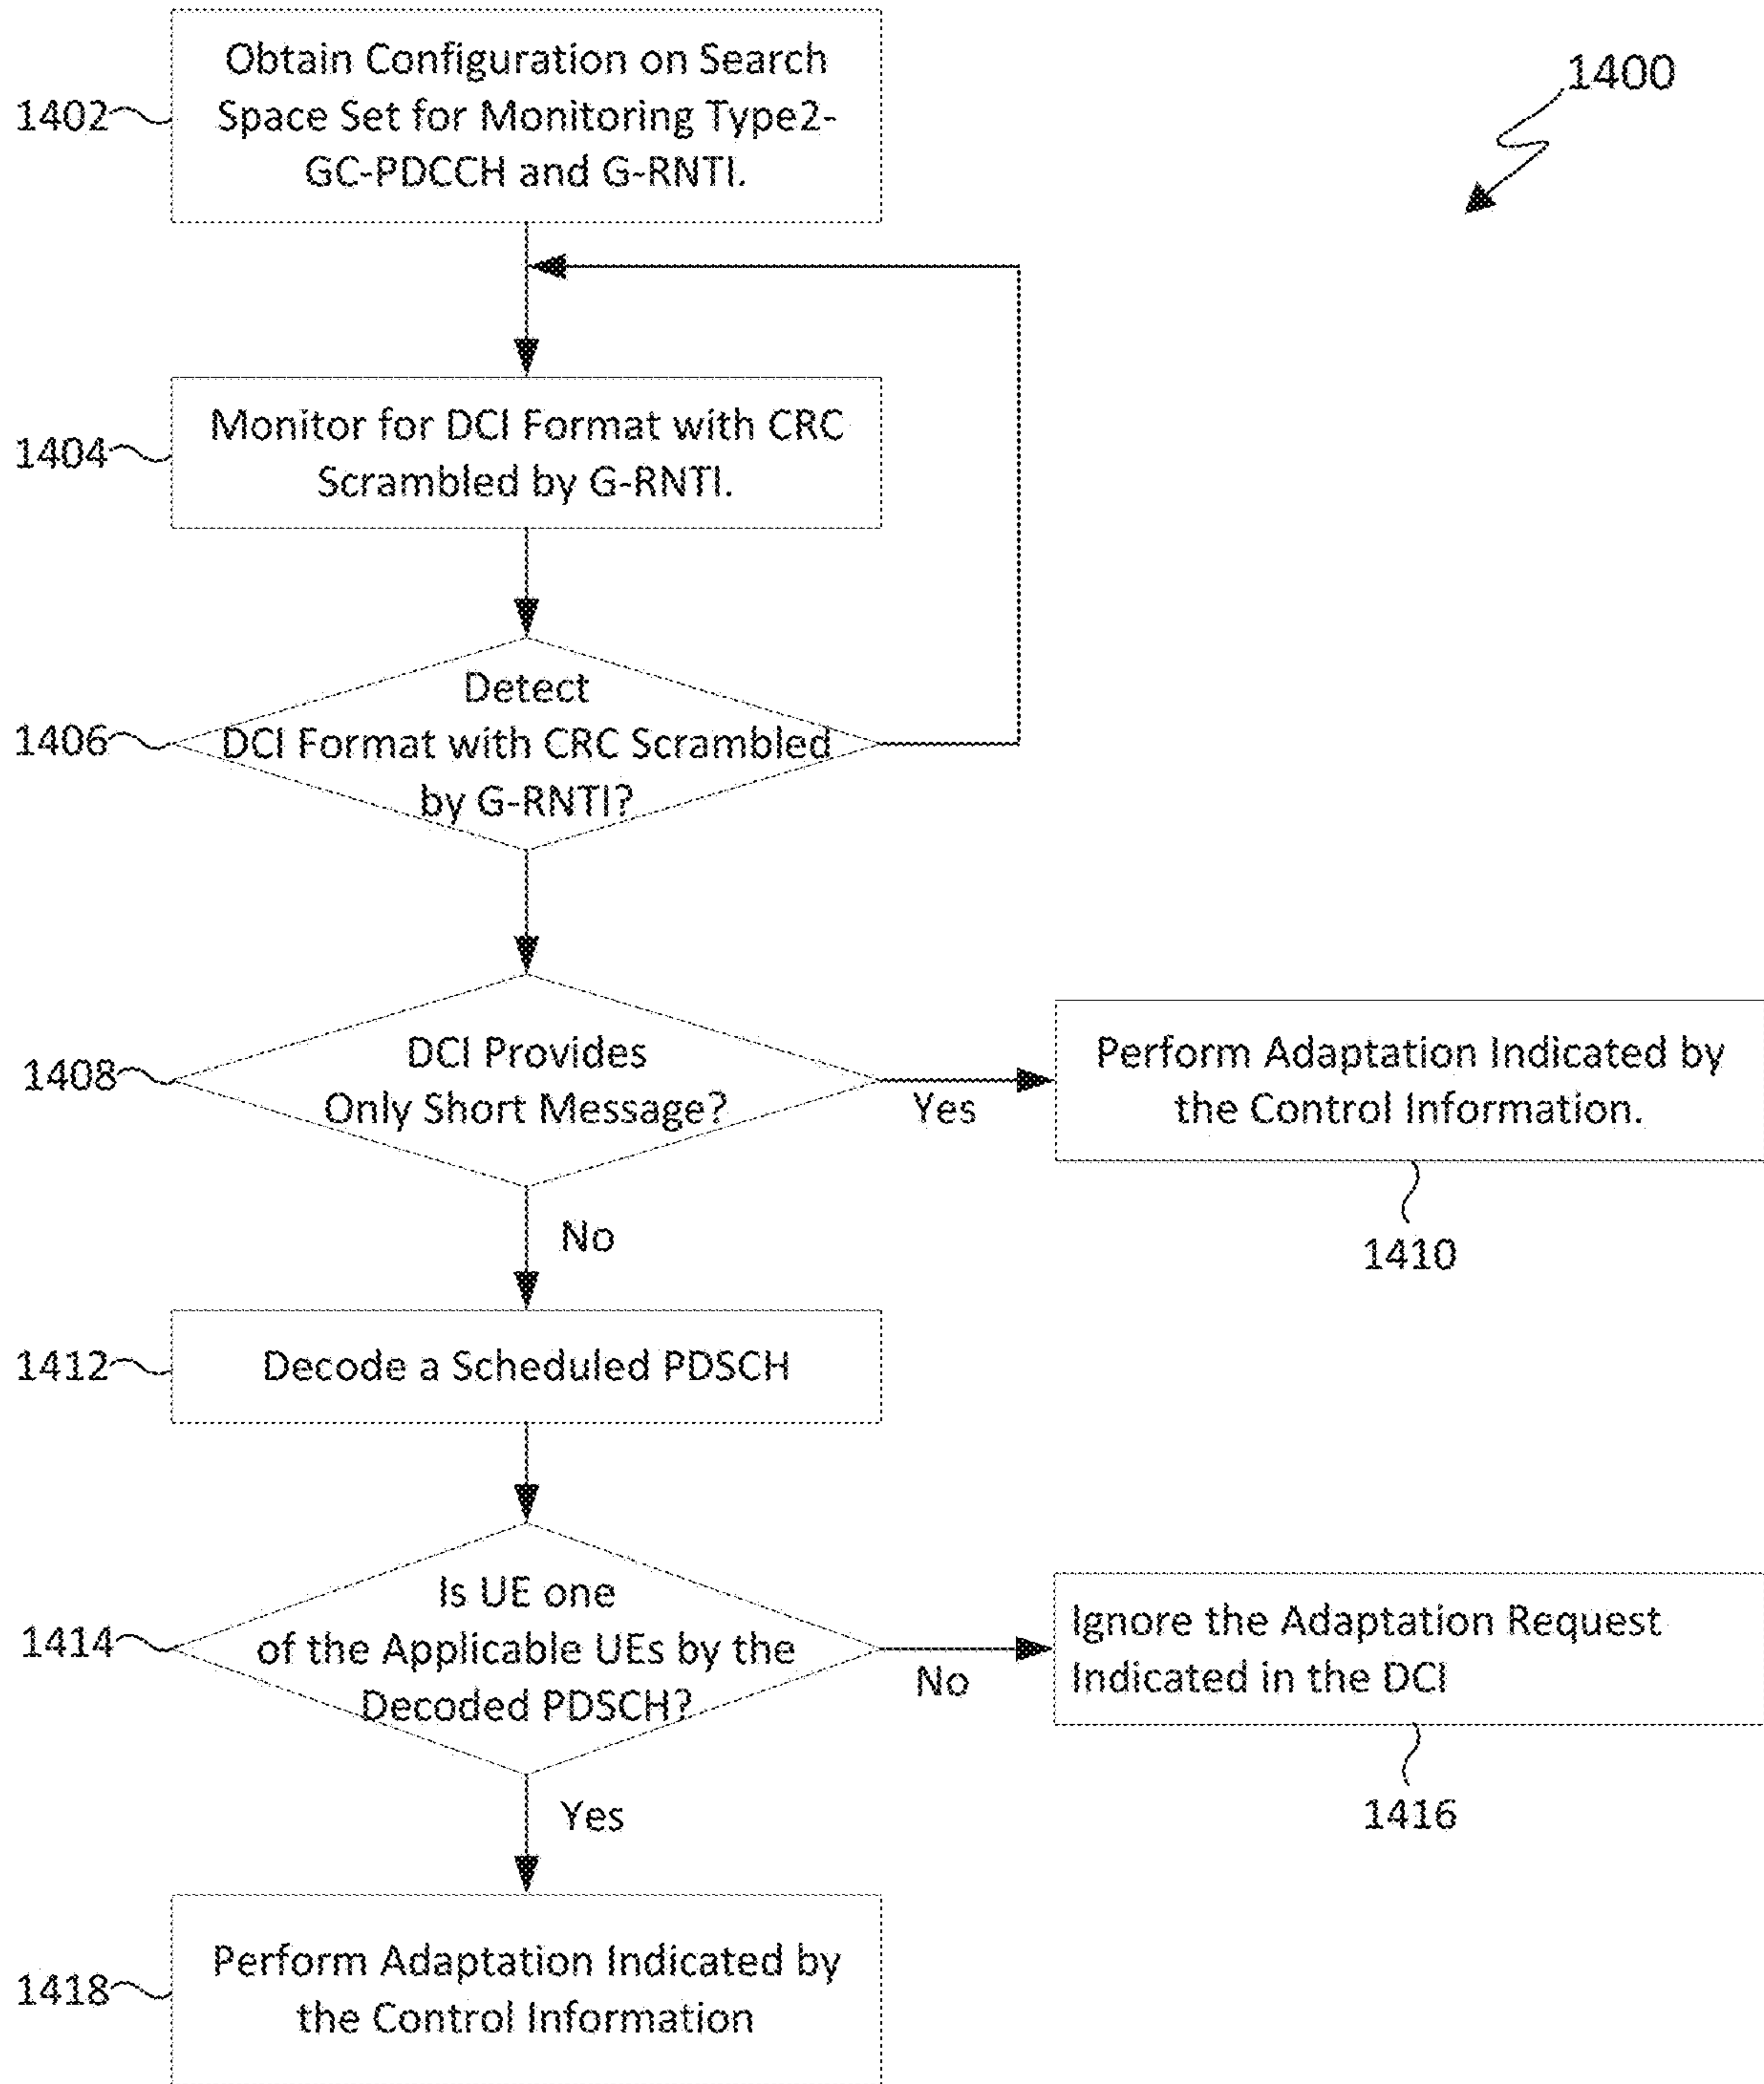 1400
1402
Obtain Configuration on Search
Space Set for Monitoring Type2-
GC-PDCCH and G-RNTI.
1404
Monitor for DCI Format with CRC
Scrambled by G-RNTI.
1406
Detect
DCI Format with CRC Scrambled
by G-RNTI?
1408
DCI Provides
Only Short Message?
Yes
Perform Adaptation Indicated by
the Control Information.
1410
No
1412
Decode a Scheduled PDSCH
1414
Is UE one
of the Applicable UEs by the
Decoded PDSCH?
No
Ignore the Adaptation Request
Indicated in the DCI
1416
Yes
1418
Perform Adaptation Indicated by
the Control Information